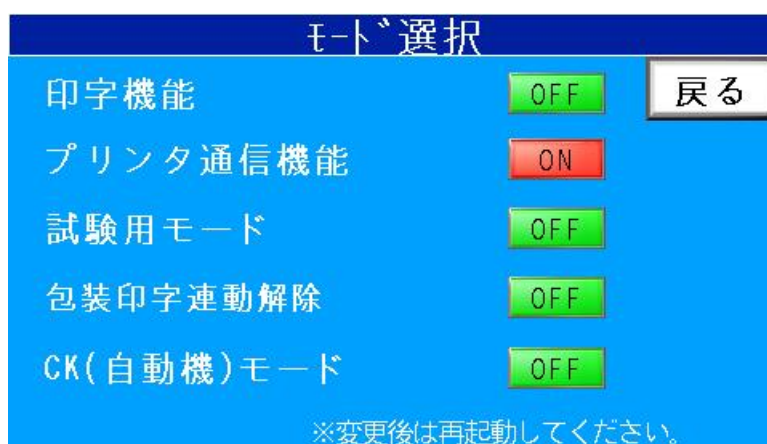 ﾓｰﾄﾞ選択
印字機能 OFF 戻る
プリンタ通信機能 ON
試験用モード OFF
包装印字連動解除 OFF
CK(自動機)モード OFF
※変更後は再起動してください。